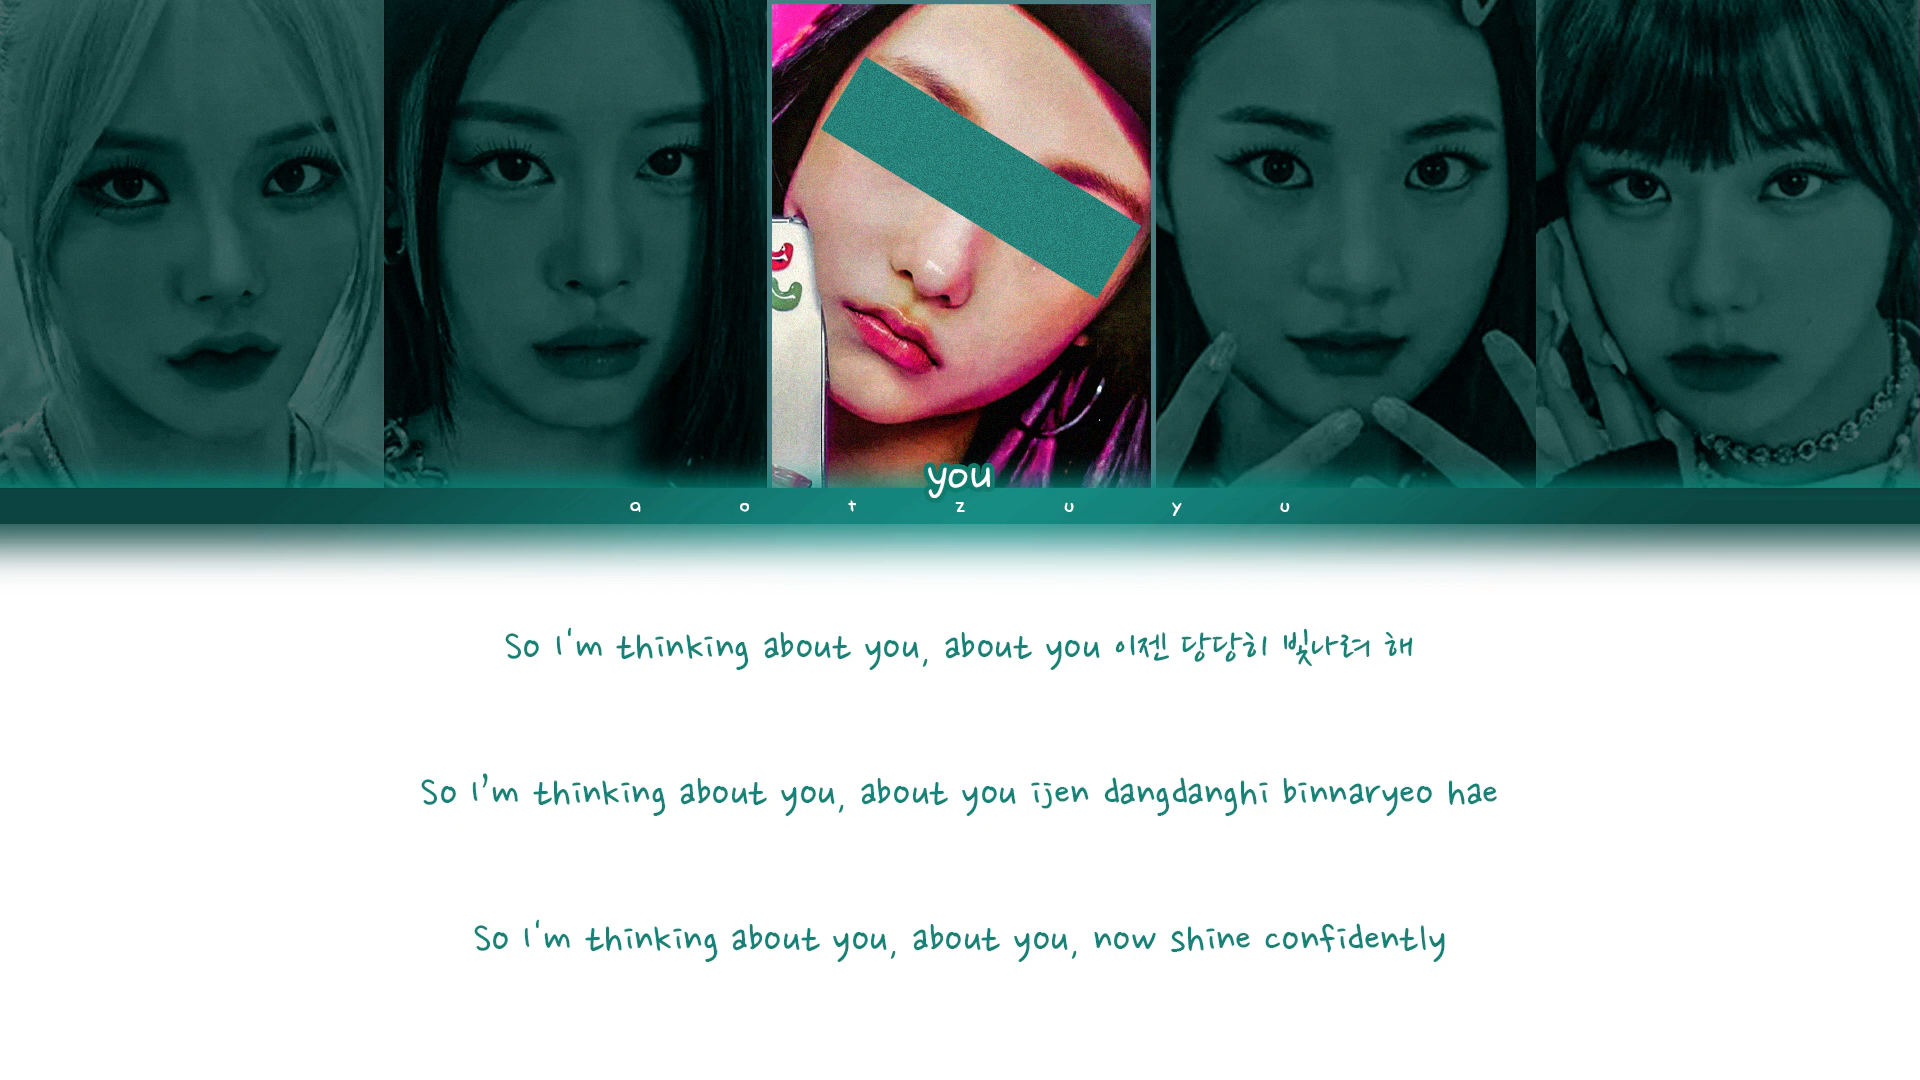 you
a o t z u y u
So I'm thinking about you, about you 이젠 당당히 빛나려 해
So I'm thinking about you, about you ijen dangdanghi binnaryeo hae
So I'm thinking about you, about you, now shine confidently